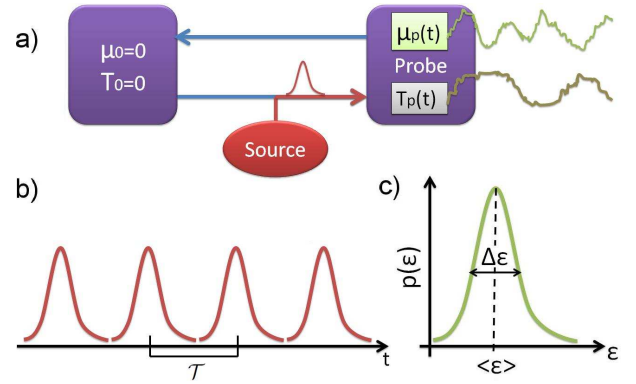 a)
μ₀=0
T₀=0
μₚ(t)
Probe
Tₚ(t)
Source
b)
t
𝒯
c)
p(ε)
Δε
<ε>
ε